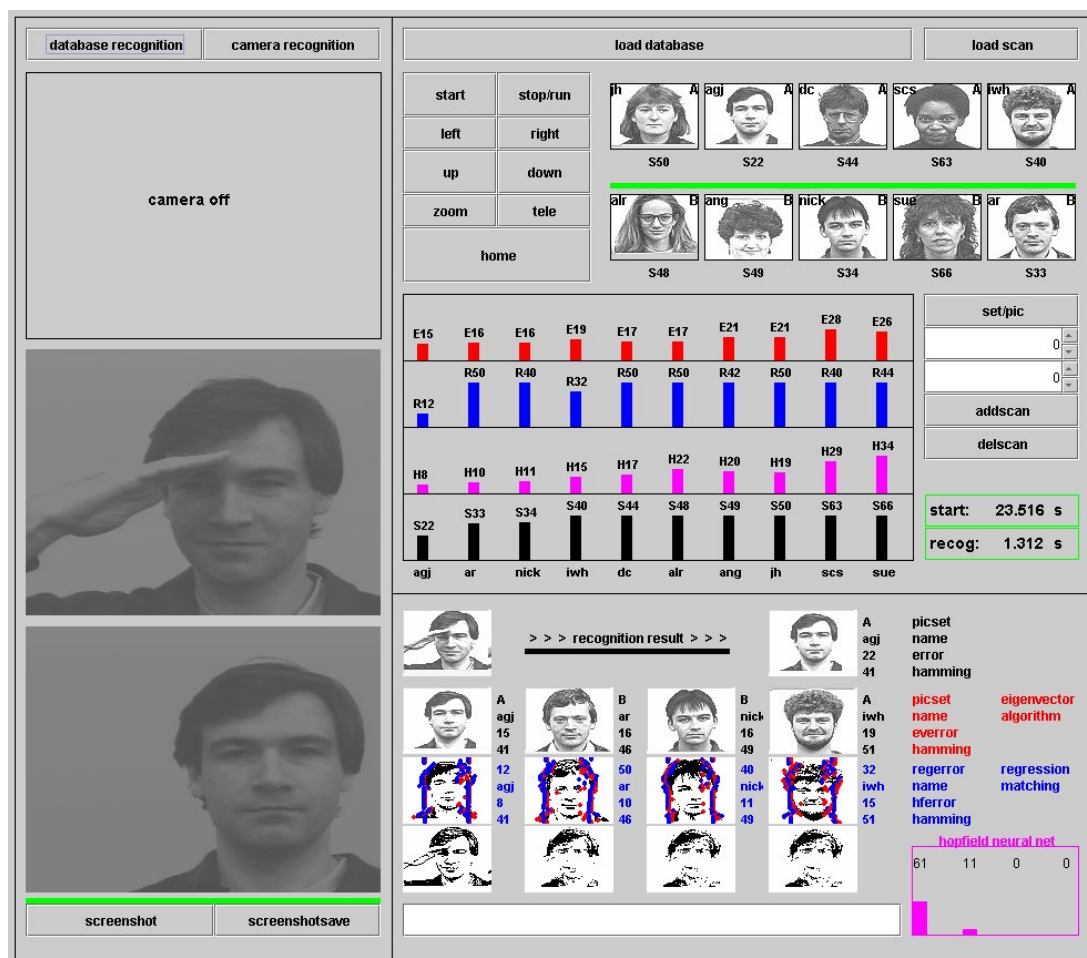 database recognition camera recognition load database load scan
camera off
start stop/run
left right
up down
zoom tele
home
jh A agj A dc A scs A iwh A
S50 S22 S44 S63 S40
alr B ang B nick B sue B ar B
S48 S49 S34 S66 S33
E15 E16 E16 E19 E17 E17 E21 E21 E28 E26
R12 R50 R40 R32 R50 R50 R42 R50 R40 R44
H8 H10 H11 H15 H17 H22 H20 H19 H29 H34
S22 S33 S34 S40 S44 S48 S49 S50 S63 S66
agj ar nick iwh dc alr ang jh scs sue
set/pic
0
0
addscan
delscan
start: 23.516 s
recog: 1.312 s
> > > recognition result > > >
A picset
agj name
22 error
41 hamming
A B B A picset eigenvector
agj ar nick iwh name algorithm
15 16 16 19 everror
41 46 49 51 hamming
12 50 40 32 regerror regression
agj ar nick iwh name matching
8 10 11 15 hferror
41 46 49 51 hamming
hopfield neural net
61 11 0 0
screenshot screenshotsave